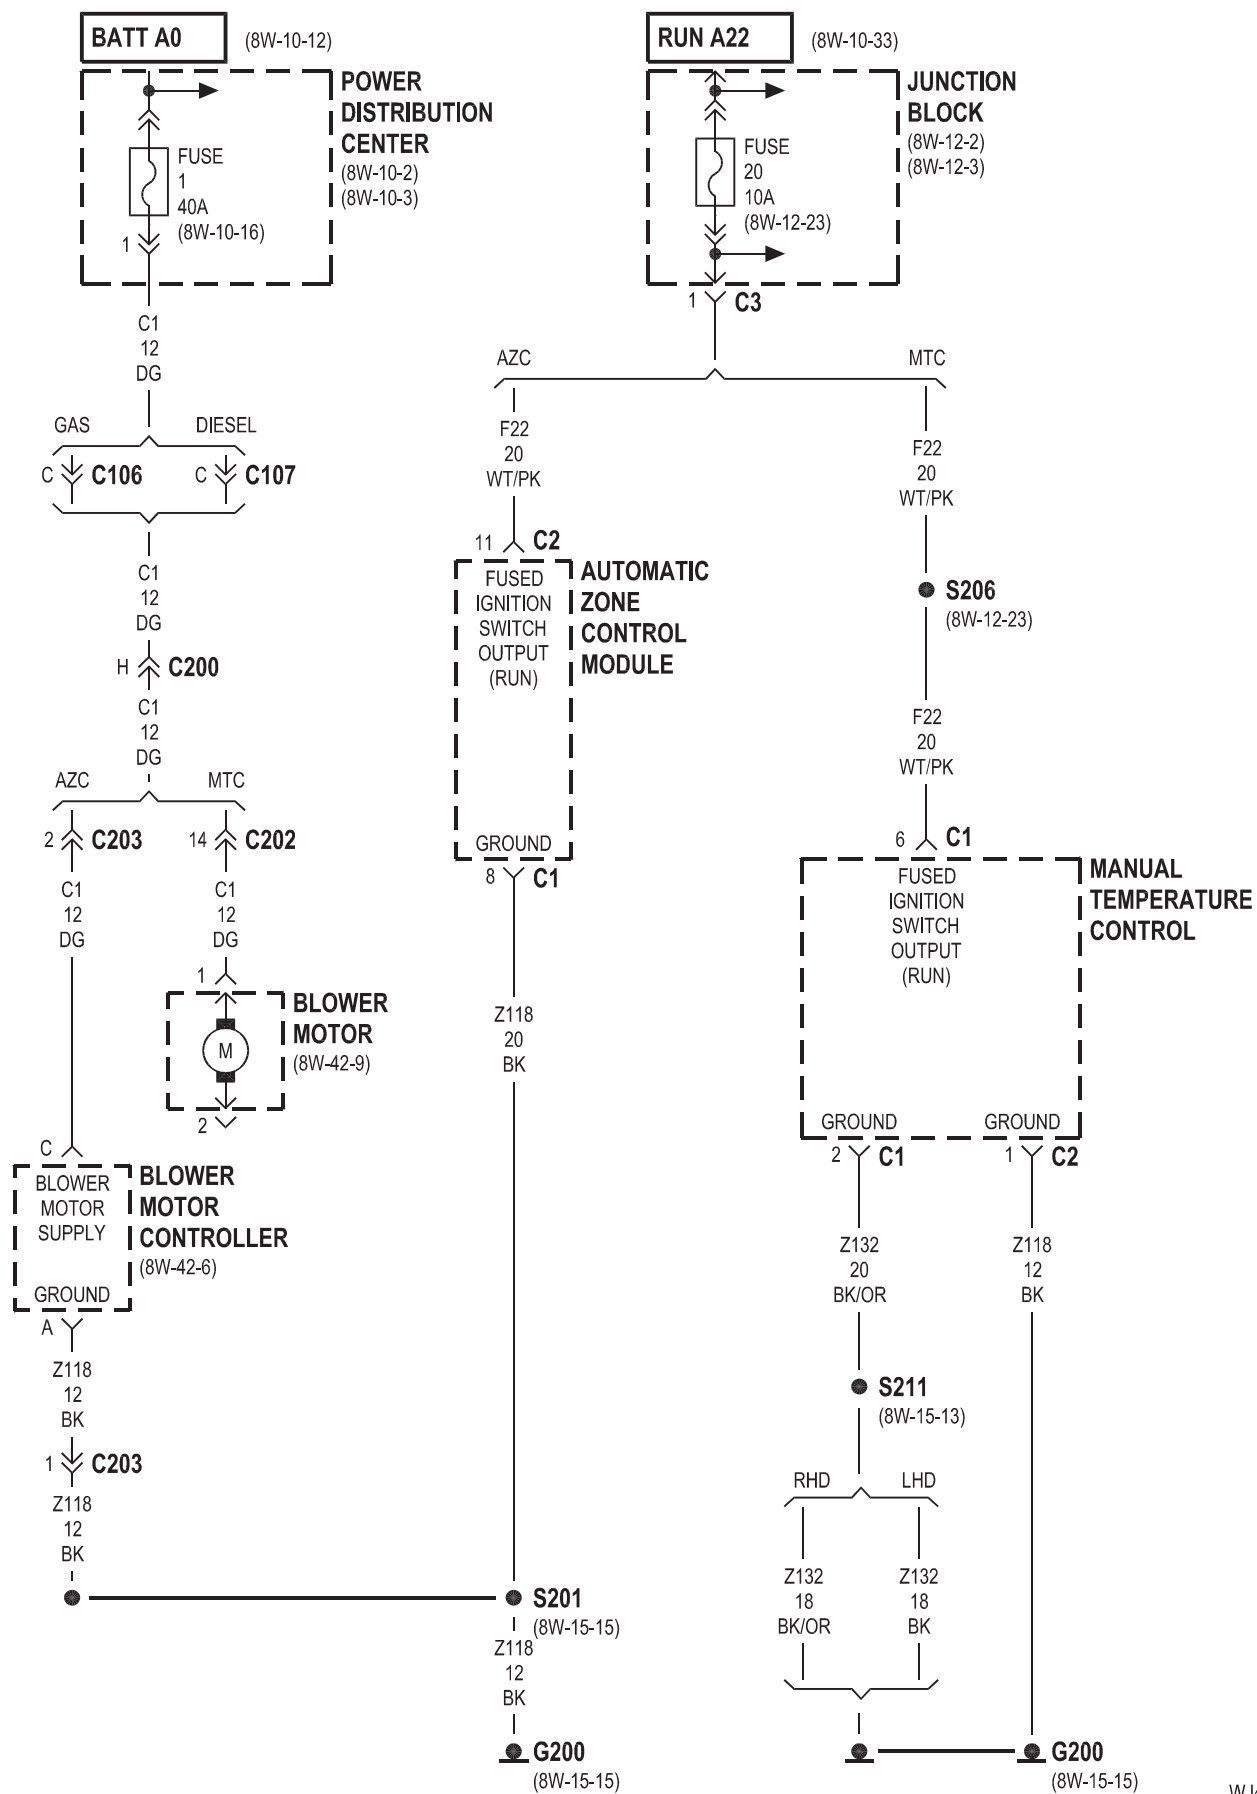 BATT A0
(8W-10-12)
RUN A22
(8W-10-33)
POWER
DISTRIBUTION
CENTER
(8W-10-2)
(8W-10-3)
FUSE
1
40A
(8W-10-16)
1
JUNCTION
BLOCK
(8W-12-2)
(8W-12-3)
FUSE
20
10A
(8W-12-23)
1
C3
C1
12
DG
GAS
DIESEL
C
C106
C
C107
C1
12
DG
H
C200
C1
12
DG
AZC
MTC
2
C203
14
C202
C1
12
DG
C1
12
DG
1
BLOWER
MOTOR
(8W-42-9)
M
2
C
BLOWER
MOTOR
SUPPLY
GROUND
BLOWER
MOTOR
CONTROLLER
(8W-42-6)
A
Z118
12
BK
1
C203
Z118
12
BK
AZC
MTC
F22
20
WT/PK
11
C2
FUSED
IGNITION
SWITCH
OUTPUT
(RUN)
AUTOMATIC
ZONE
CONTROL
MODULE
GROUND
8
C1
Z118
20
BK
S201
(8W-15-15)
Z118
12
BK
G200
(8W-15-15)
F22
20
WT/PK
S206
(8W-12-23)
F22
20
WT/PK
6
C1
FUSED
IGNITION
SWITCH
OUTPUT
(RUN)
MANUAL
TEMPERATURE
CONTROL
GROUND
GROUND
2
C1
1
C2
Z132
20
BK/OR
Z118
12
BK
S211
(8W-15-13)
RHD
LHD
Z132
18
BK/OR
Z132
18
BK
G200
(8W-15-15)